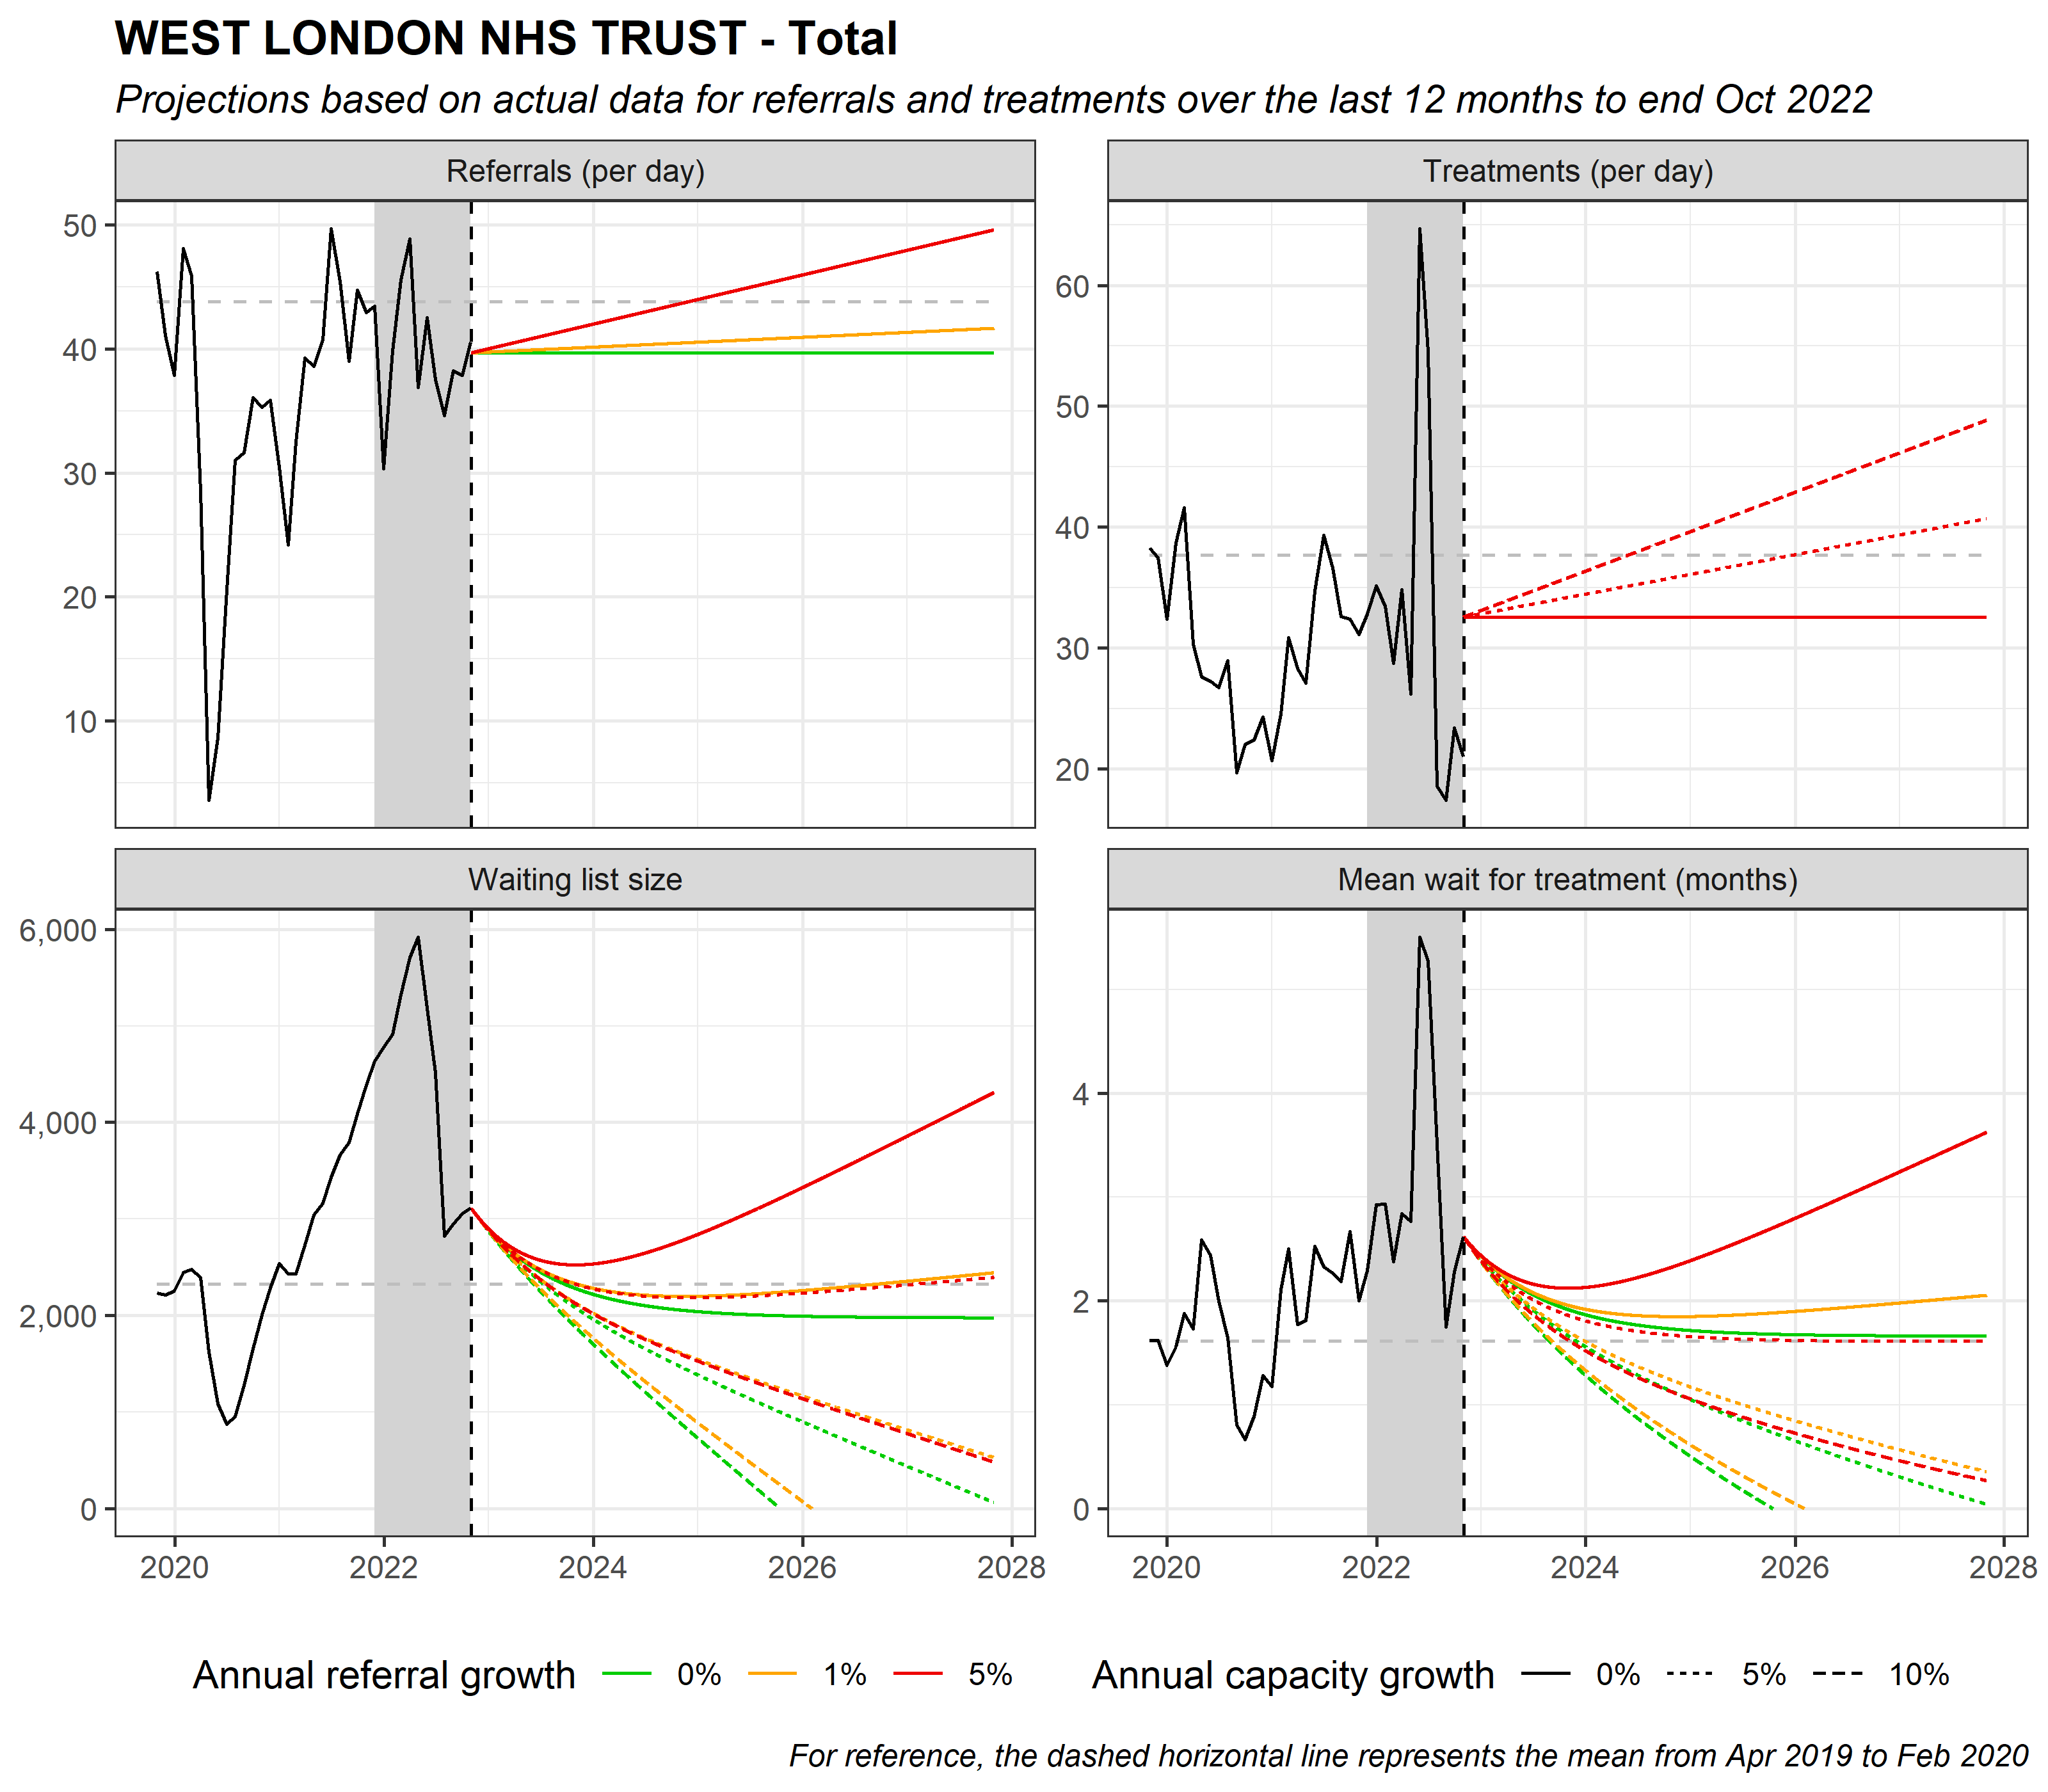 WEST LONDON NHS TRUST - Total
Projections based on actual data for referrals and treatments over the last 12 months to end Oct 2022
Referrals (per day)
50
40
30
20
10
Treatments (per day)
60
50
40
30
20
Waiting list size
6,000
4,000
2,000
0
2020 2022 2024 2026 2028
Mean wait for treatment (months)
4
2
0
2020 2022 2024 2026 2028
Annual referral growth 0% 1% 5%
Annual capacity growth 0% 5% 10%
For reference, the dashed horizontal line represents the mean from Apr 2019 to Feb 2020